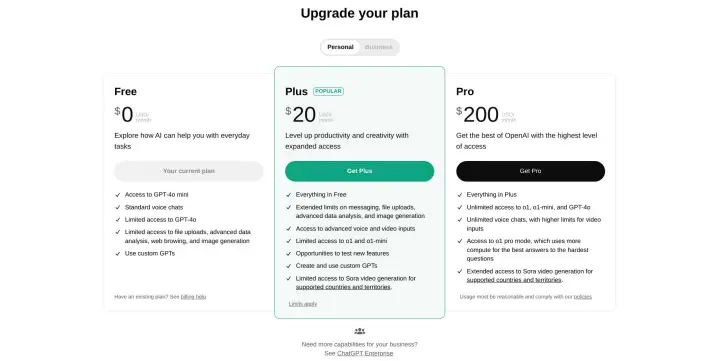 Upgrade your plan
Personal Business
Free
$0 USD/
month
Explore how AI can help you with everyday
tasks
Your current plan
Access to GPT-4o mini
Standard voice chats
Limited access to GPT-4o
Limited access to file uploads, advanced data
analysis, web browing, and image generation
Use custom GPTs
Have an existing plan? See billing help
Plus POPULAR
$20 USD/
month
Level up productivity and creativity with
expanded access
Get Plus
Everything in Free
Extended limits on messaging, file uploads,
advanced data analysis, and image generation
Access to advanced voice and video inputs
Limited access to o1 and o1-mini
Opportunities to test new features
Create and use custom GPTs
Limited access to Sora video generation for
supported countries and territories.
Limits apply
Pro
$200 USD/
month
Get the best of OpenAI with the highest level
of access
Get Pro
Everything in Plus
Unlimited access to o1, o1-mini, and GPT-4o
Unlimited voice chats, with higher limits for video
inputs
Access to o1 pro mode, which uses more
compute for the best answers to the hardest
questions
Extended access to Sora video generation for
supported countries and territories.
Usage must be reasonable and comply with our policies
Need more capabilities for your business?
See ChatGPT Enterprise